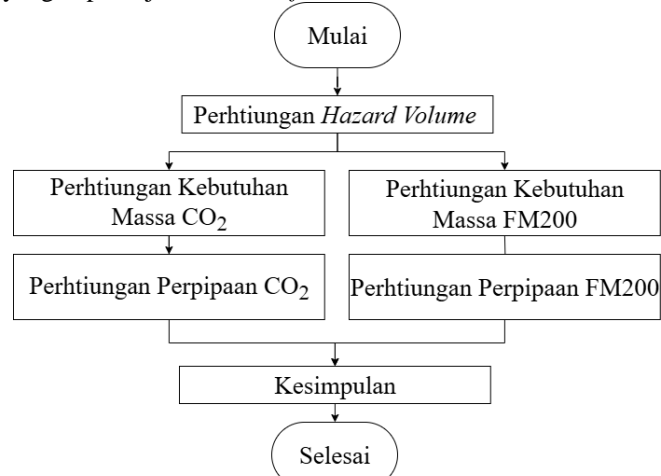 Mulai
Perhtiungan Hazard Volume
Perhtiungan Kebutuhan
Massa CO₂
Perhtiungan Kebutuhan
Massa FM200
Perhtiungan Perpipaan CO₂
Perhtiungan Perpipaan FM200
Kesimpulan
Selesai